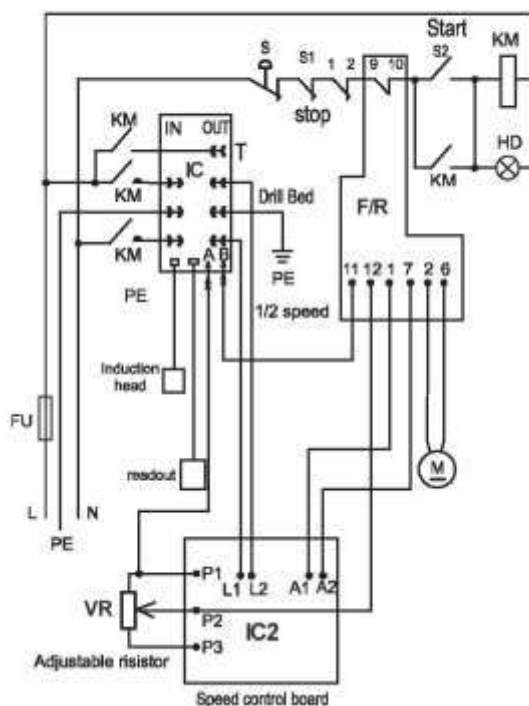 Start
S S1 1 2 9 10 S2 KM
stop
KM IN OUT T HD
IC
KM KM
Drill Bed F/R
KM A B PE
PE 11 12 1 7 2 6
1/2 speed
Induction
head
FU
readout M
L N
PE
P1 L1 L2 A1 A2
VR P2 IC2
P3
Adjustable risistor
Speed control board